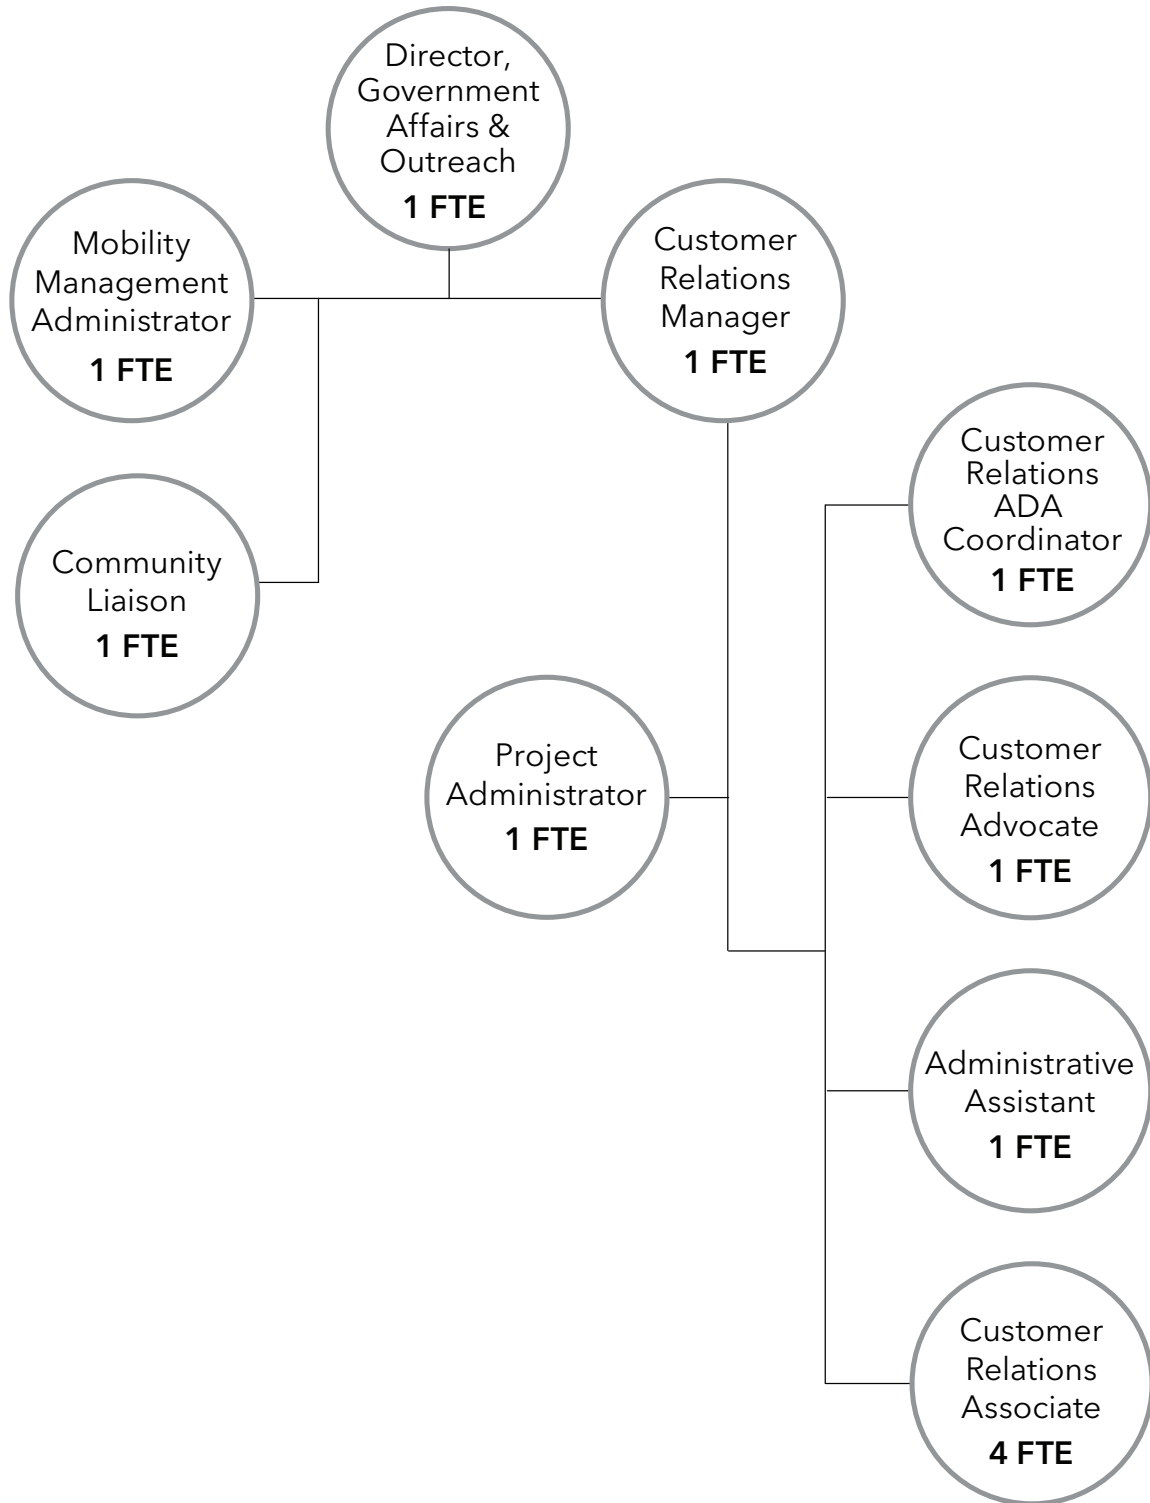 Director,
Government
Affairs &
Outreach
1 FTE
Mobility
Management
Administrator
1 FTE
Customer
Relations
Manager
1 FTE
Community
Liaison
1 FTE
Customer
Relations
ADA
Coordinator
1 FTE
Project
Administrator
1 FTE
Customer
Relations
Advocate
1 FTE
Administrative
Assistant
1 FTE
Customer
Relations
Associate
4 FTE